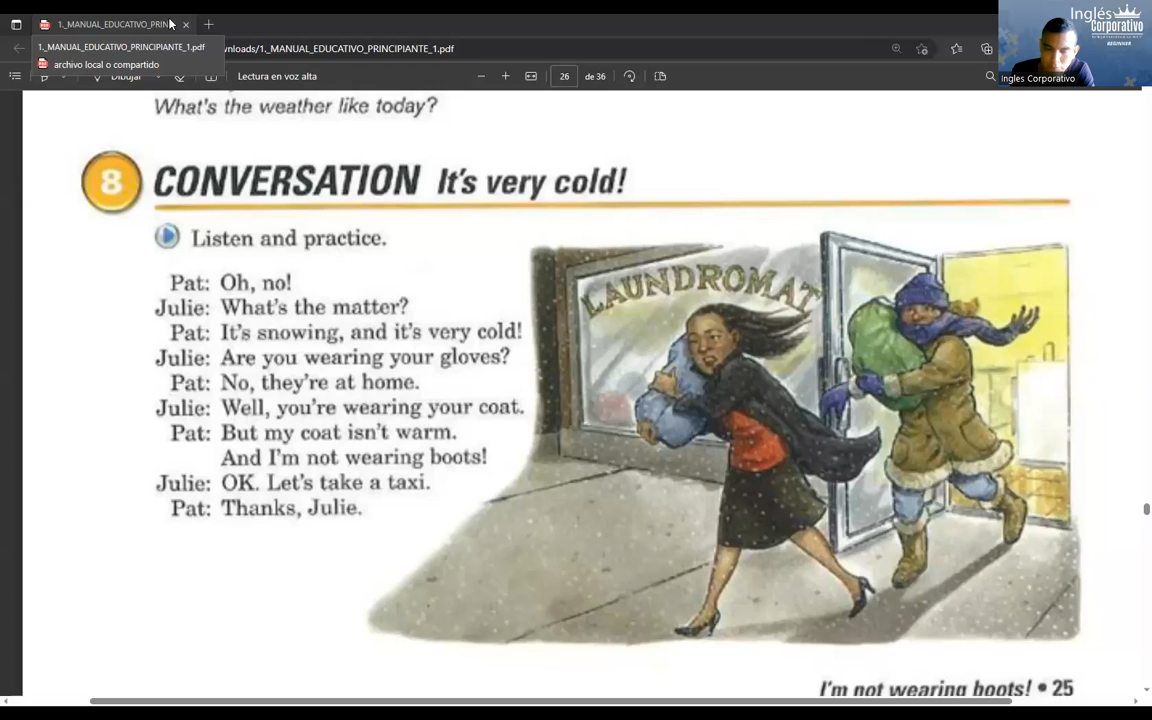 1._MANUAL_EDUCATIVO_PRIN
1._MANUAL_EDUCATIVO_PRINCIPIANTE_1.pdf
archivo local o compartido
wnloads/1._MANUAL_EDUCATIVO_PRINCIPIANTE_1.pdf
Dibujar
Lectura en voz alta
26 de 36
Inglés
Corporativo
BEGINNER
Ingles Corporativo
What's the weather like today?
8 CONVERSATION It's very cold!
Listen and practice.
Pat: Oh, no!
Julie: What's the matter?
Pat: It's snowing, and it's very cold!
Julie: Are you wearing your gloves?
Pat: No, they're at home.
Julie: Well, you're wearing your coat.
Pat: But my coat isn't warm.
And I'm not wearing boots!
Julie: OK. Let's take a taxi.
Pat: Thanks, Julie.
LAUNDROMAT
I'm not wearing boots! • 25